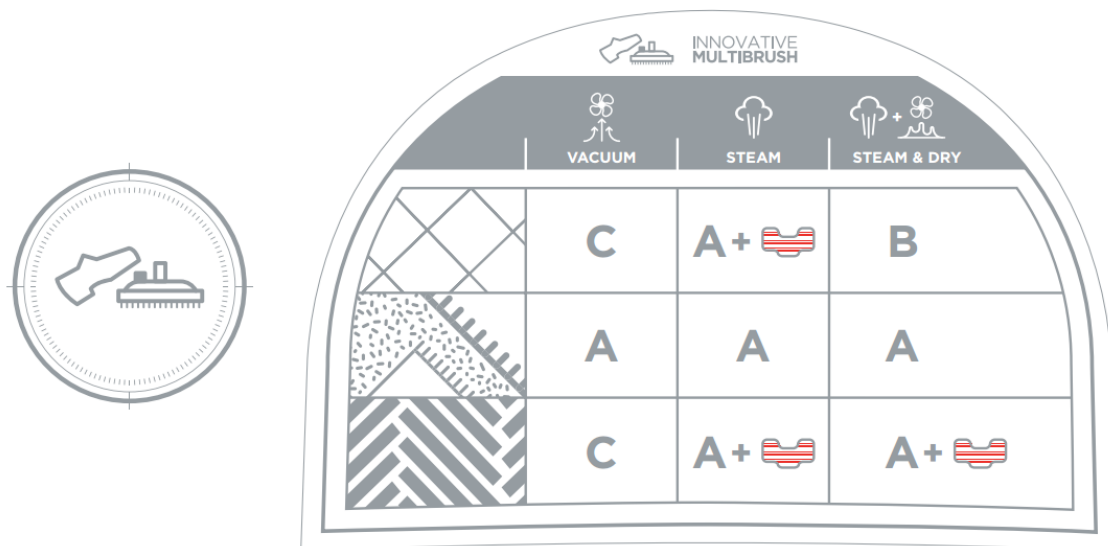 INNOVATIVE
MULTIBRUSH
VACUUM STEAM STEAM & DRY
C A+ B
A A A
C A+ A+